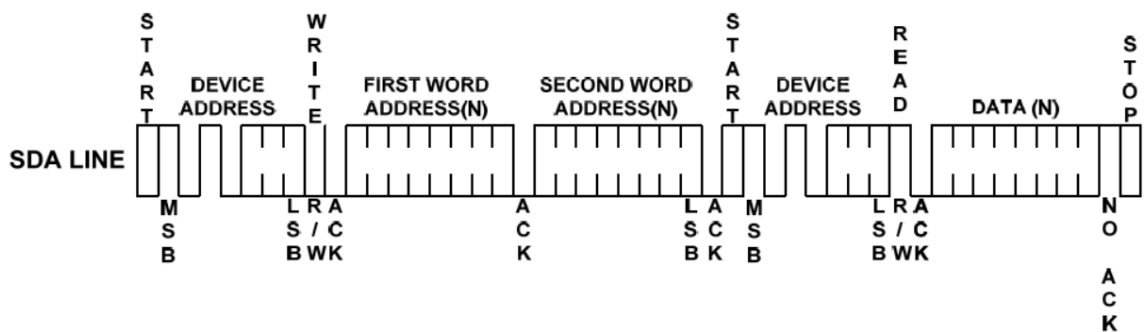 START
DEVICE
ADDRESS
WRITE
FIRST WORD
ADDRESS(N)
SECOND WORD
ADDRESS(N)
START
DEVICE
ADDRESS
READ
DATA (N)
STOP
SDA LINE
MSB
LSB
R/W
ACK
ACK
LSB
ACK
MSB
LSB
R/W
ACK
NO ACK